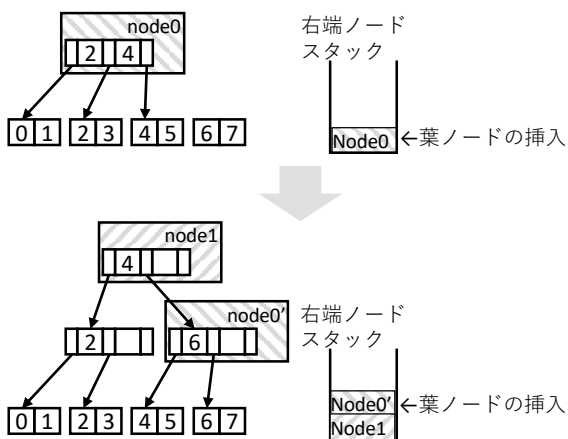 node0
2 4
0 1 2 3 4 5 6 7
右端ノード
スタック
Node0 ←葉ノードの挿入
node1
4
node0’
2 6
0 1 2 3 4 5 6 7
右端ノード
スタック
Node0’ ←葉ノードの挿入
Node1